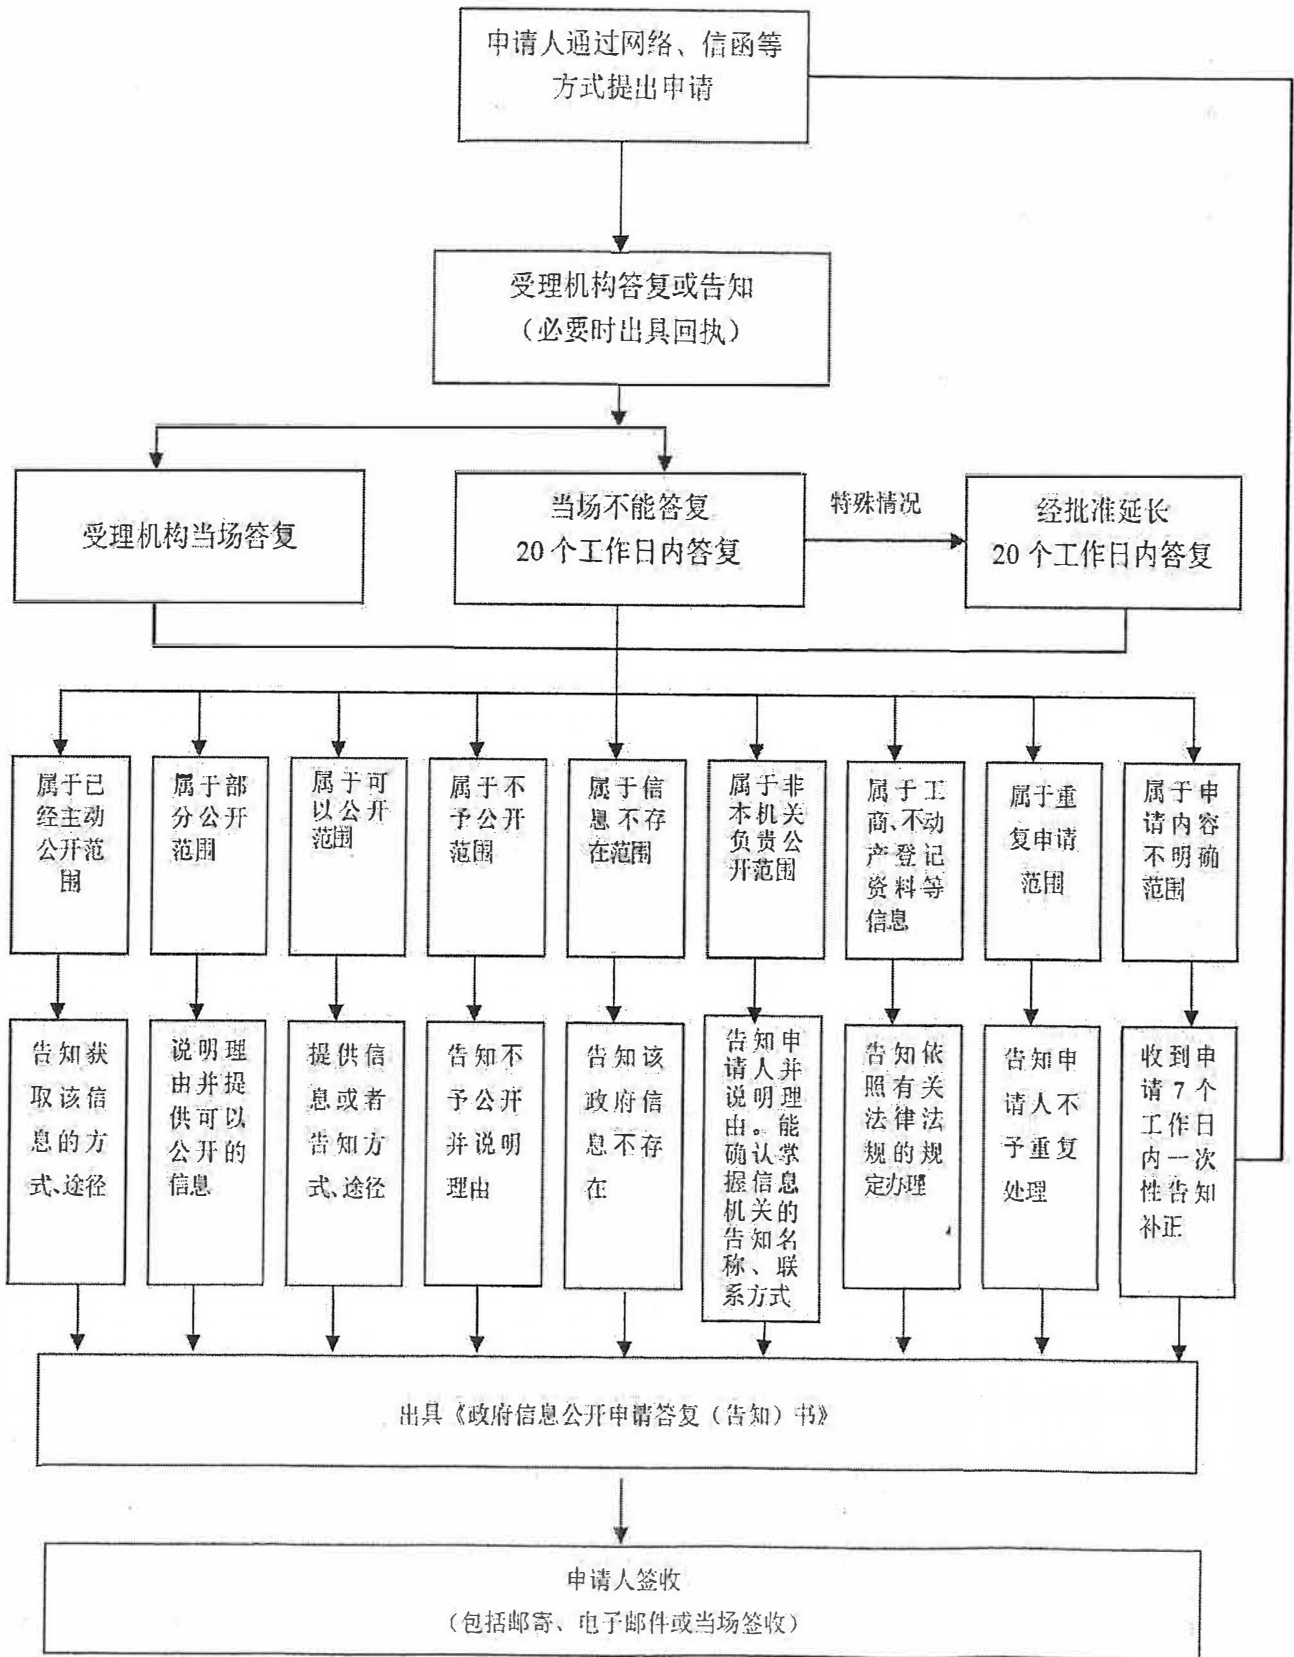 申请人通过网络、信函等
方式提出申请
受理机构答复或告知
（必要时出具回执）
受理机构当场答复
当场不能答复
20个工作日内答复
特殊情况
经批准延长
20个工作日内答复
属于已
经主动
公开范
围
属于部
分公开
范围
属于可
以公开
范围
属于不
予公开
范围
属于信
息不存
在范围
属于非
本机关
负责公
开范围
属于工
商、不动
产登记
资料等
信息
属于重
复申请
范围
属于申
请内容
不明确
范围
告知获
取该信
息的方
式、途径
说明理
由并提
供可以
公开的
信息
提供信
息或者
告知方
式、途径
告知不
予公开
并说明
理由
告知该
政府信
息不存
在
告知申
请人并
说明理
由。能
确认掌
握信息
机关的
告知名
称、联
系方式
告知依
照有关
法律法
规的规
定办理
告知申
请人不
予重复
处理
收到申
请7个
工作日
内一次
性告知
补正
出具《政府信息公开申请答复（告知）书》
申请人签收
（包括邮寄、电子邮件或当场签收）